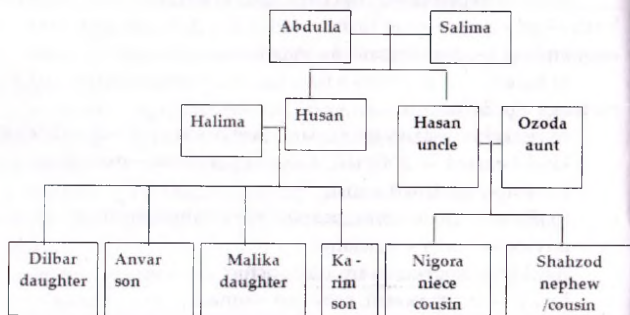 Abdulla
Salima
Halima
Husan
Hasan
uncle
Ozoda
aunt
Dilbar
daughter
Anvar
son
Malika
daughter
Ka -
rim
son
Nigora
niece
cousin
Shahzod
nephew
/cousin